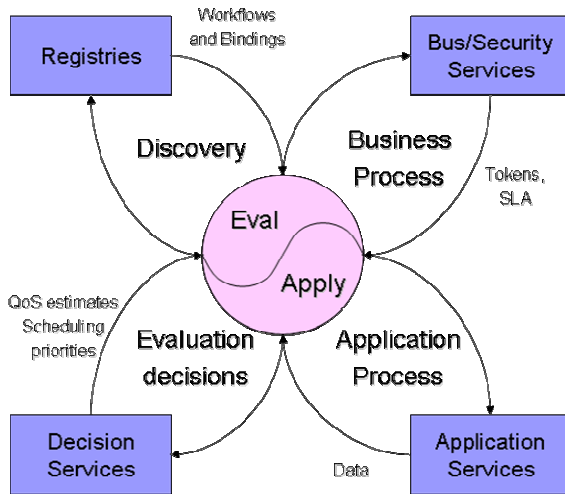 Workflows
and Bindings
Registries
Bus/Security
Services
Discovery
Business
Process
Tokens,
SLA
Eval
Apply
QoS estimates
Scheduling
priorities
Evaluation
decisions
Application
Process
Decision
Services
Data
Application
Services